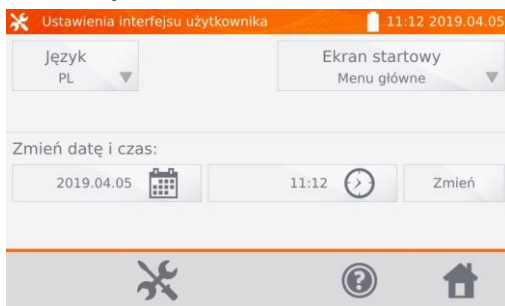 Ustawienia interfejsu użytkownika 11:12 2019.04.05
Język
PL
Ekran startowy
Menu główne
Zmień datę i czas:
2019.04.05 11:12 Zmień